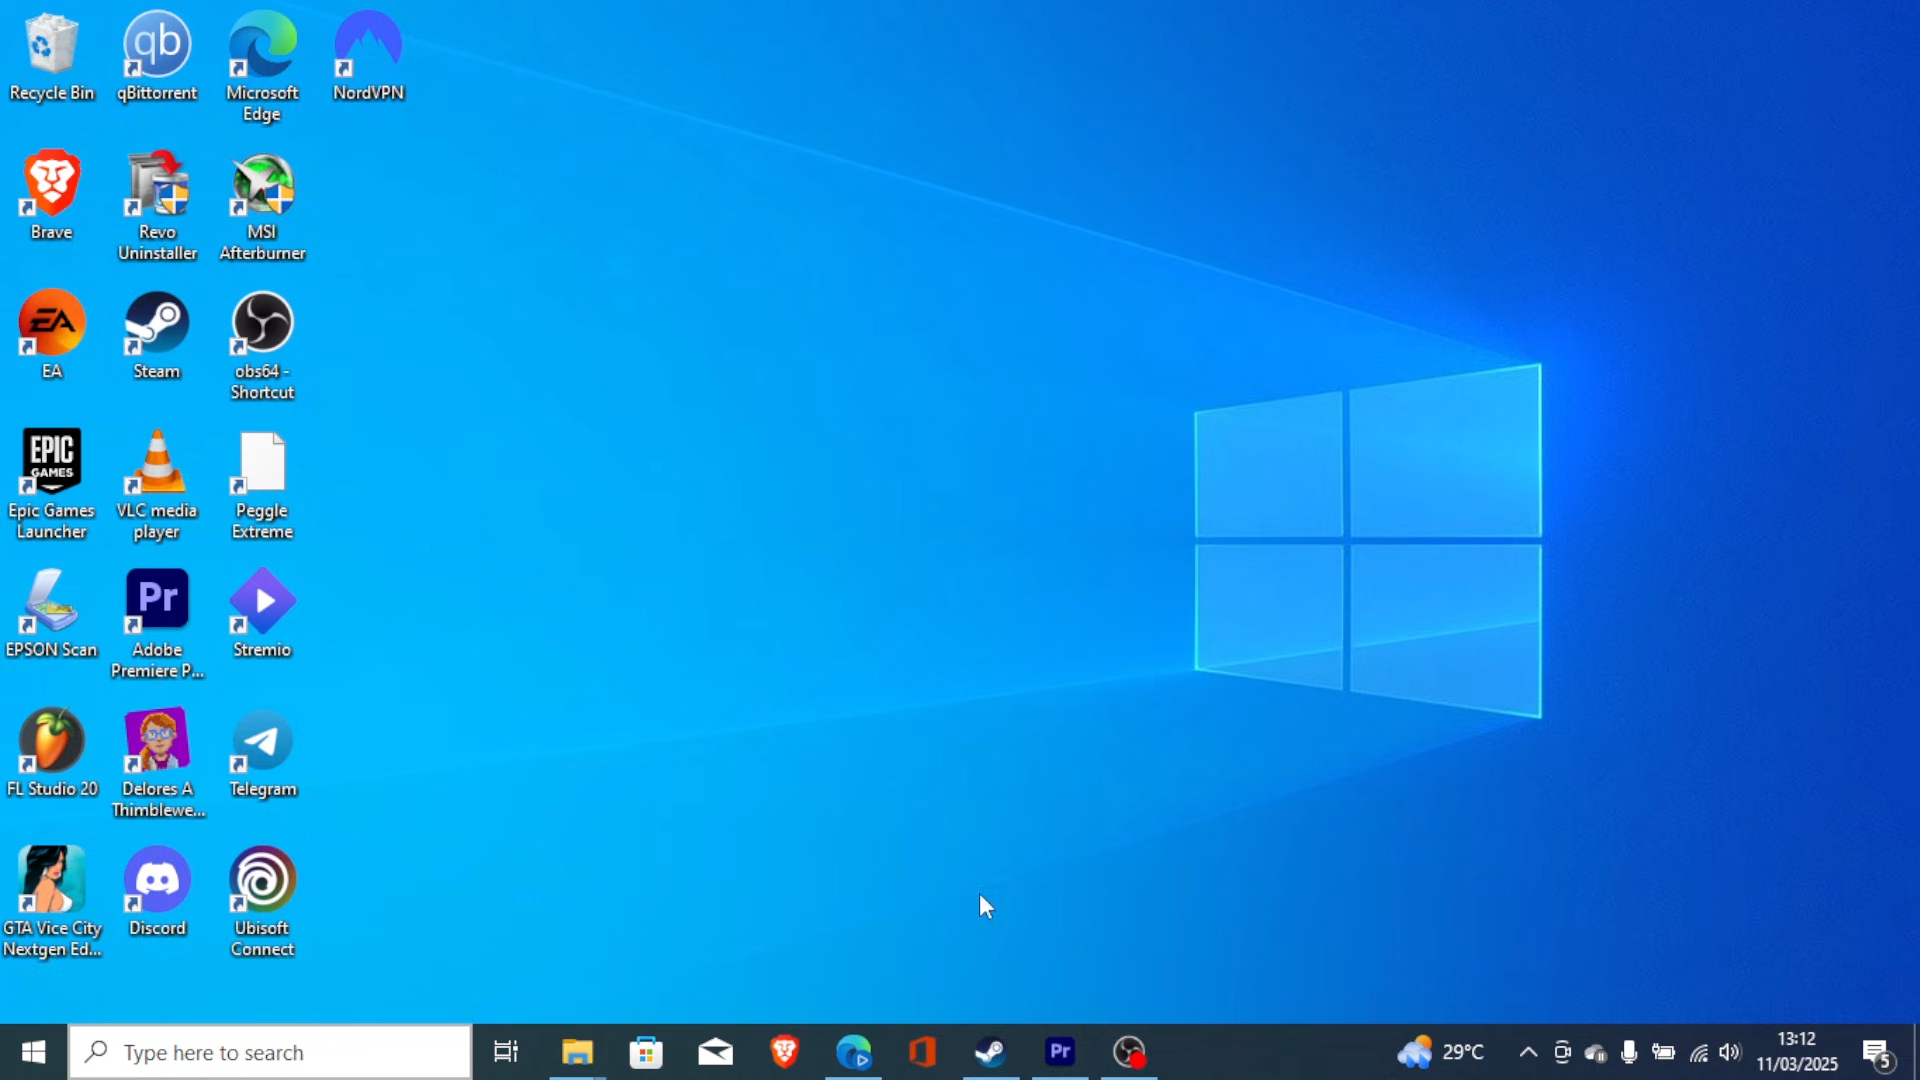 Recycle Bin
qBittorrent
Microsoft
Edge
NordVPN
Brave
Revo
Uninstaller
MSI
Afterburner
EA
Steam
obs64 -
Shortcut
EPIC
GAMES
Epic Games
Launcher
VLC media
player
Peggle
Extreme
EPSON Scan
Pr
Adobe
Premiere P...
Stremio
FL Studio 20
Delores A
Thimblewe...
Telegram
GTA Vice City
Nextgen Ed...
Discord
Ubisoft
Connect
qb
EA
Type here to search
Pr
29°C
13:12
11/03/2025
5